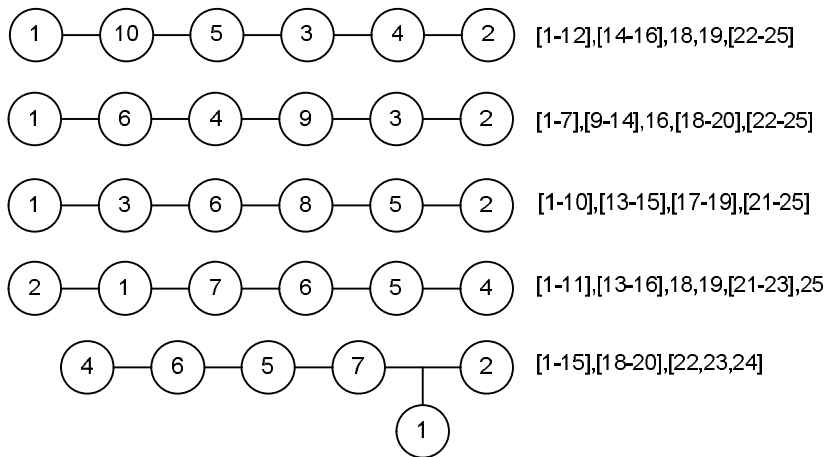 1 10 5 3 4 2 [1-12],[14-16],18,19,[22-25]
1 6 4 9 3 2 [1-7],[9-14],16,[18-20],[22-25]
1 3 6 8 5 2 [1-10],[13-15],[17-19],[21-25]
2 1 7 6 5 4 [1-11],[13-16],18,19,[21-23],25
4 6 5 7 2 [1-15],[18-20],[22,23,24]
1